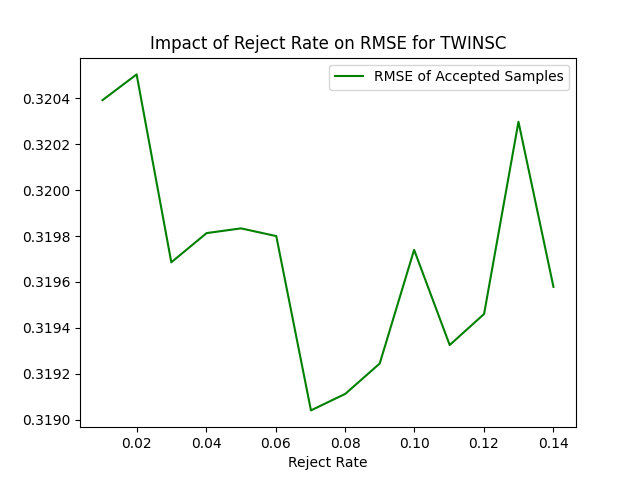 Impact of Reject Rate on RMSE for TWINSC
RMSE of Accepted Samples
0.3204
0.3202
0.3200
0.3198
0.3196
0.3194
0.3192
0.3190
0.02 0.04 0.06 0.08 0.10 0.12 0.14
Reject Rate